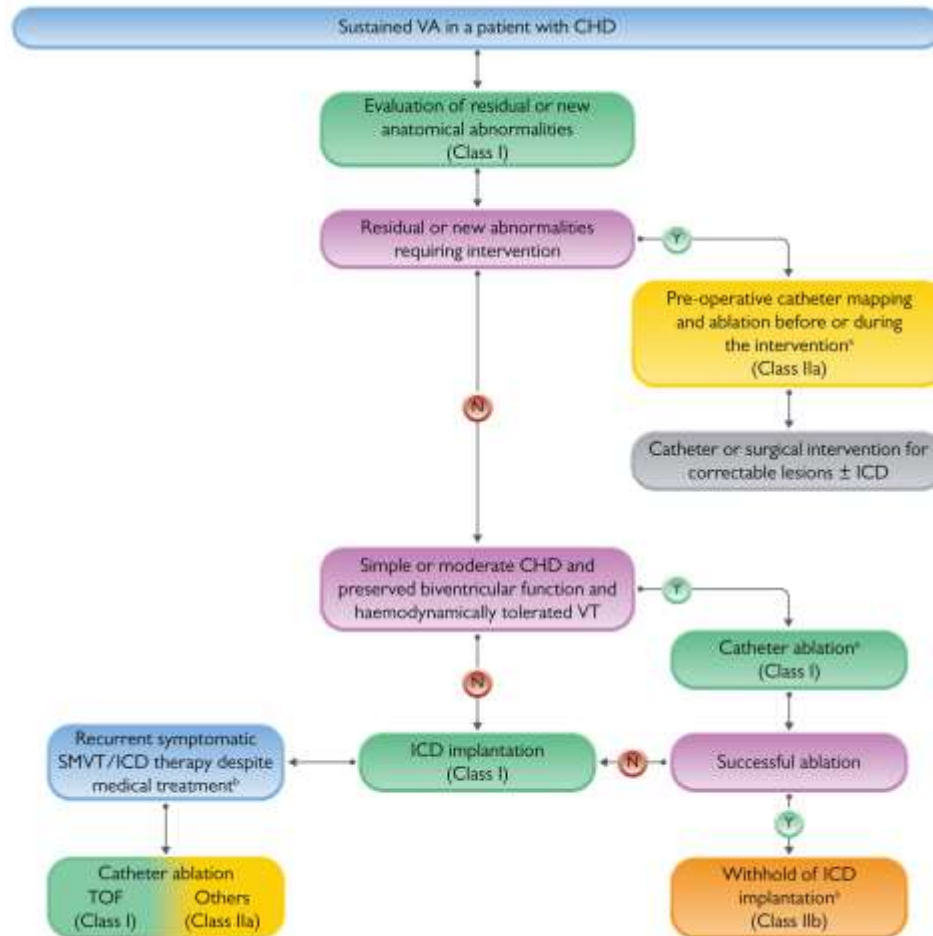 Sustained VA in a patient with CHD
Evaluation of residual or new
anatomical abnormalities
(Class I)
Residual or new abnormalities
requiring intervention
Y
Pre-operative catheter mapping
and ablation before or during
the interventionᵃ
(Class IIa)
N
Catheter or surgical intervention for
correctable lesions ± ICD
Simple or moderate CHD and
preserved biventricular function and
haemodynamically tolerated VT
Y
Catheter ablationᵃ
(Class I)
N
Recurrent symptomatic
SMVT/ICD therapy despite
medical treatmentᵇ
ICD implantation
(Class I)
N
Successful ablation
Y
Catheter ablation
TOF Others
(Class I) (Class IIa)
Withhold of ICD
implantation
(Class IIb)